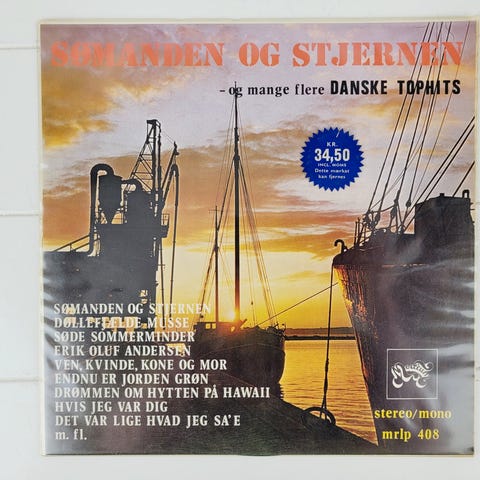 SØMANDEN OG STJERNEN
- og mange flere DANSKE TOPHITS
KR.
34,50
INCL. MOMS
Dette mærkat
kan fjernes
SØMANDEN OG STJERNEN
DOLLEFJÆLDE MUSSE
SØDE SOMMERMINDER
ERIK OLUF ANDERSEN
VEN, KVINDE, KONE OG MOR
ENDNU ER JORDEN GRØN
DRØMMEN OM HYTTEN PÅ HAWAII
HVIS JEG VAR DIG
DET VAR LIGE HVAD JEG SA'E
m. fl.
stereo/mono
mrlp 408